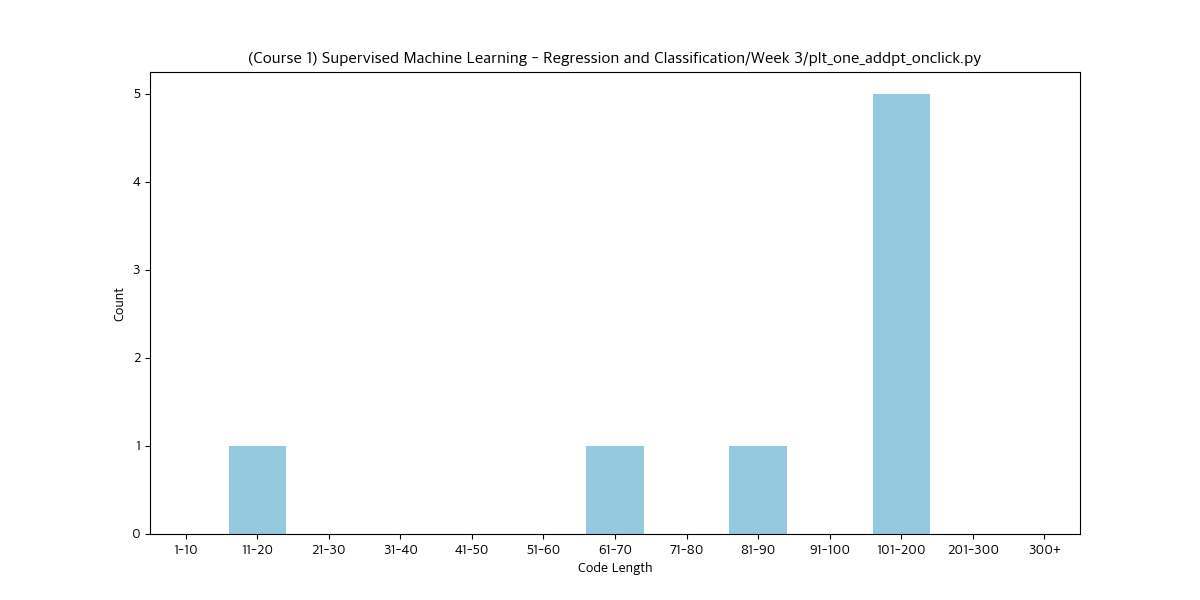 (Course 1) Supervised Machine Learning - Regression and Classification/Week 3/plt_one_addpt_onclick.py
5
4
3
2
1
0
Count
1-10 11-20 21-30 31-40 41-50 51-60 61-70 71-80 81-90 91-100 101-200 201-300 300+
Code Length